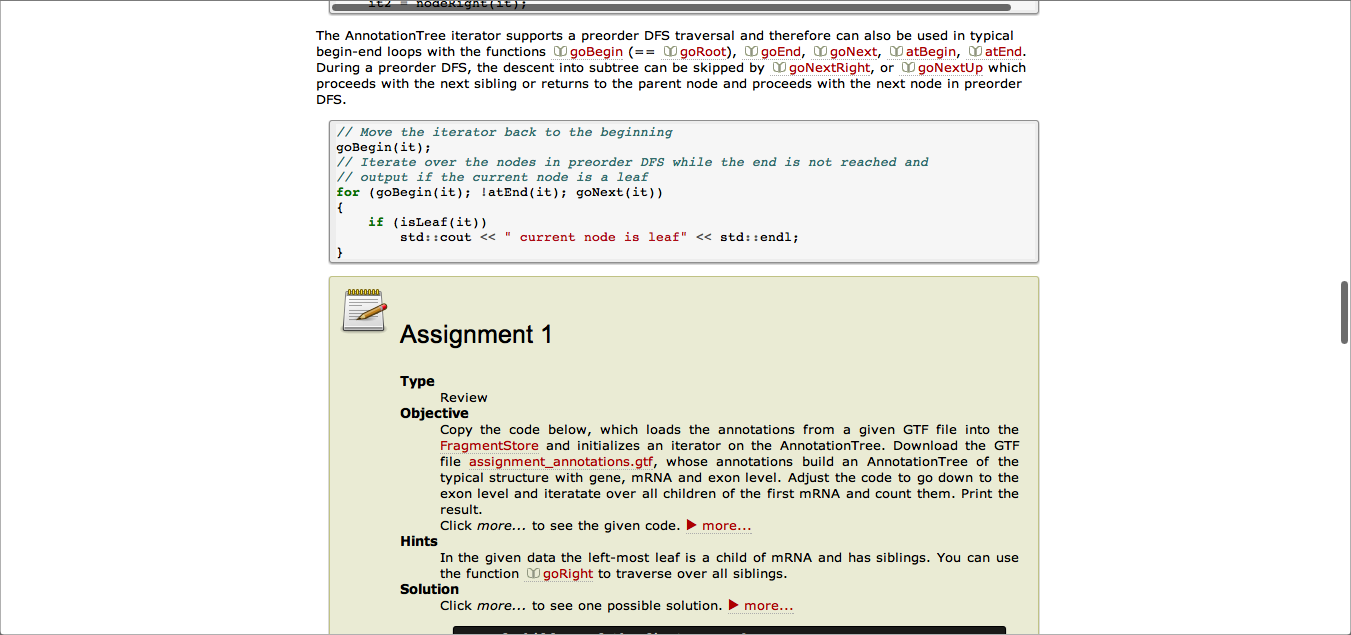 it2 = nodeRight(it);
The AnnotationTree iterator supports a preorder DFS traversal and therefore can also be used in typical
begin-end loops with the functions goBegin (== goRoot), goEnd, goNext, atBegin, atEnd.
During a preorder DFS, the descent into subtree can be skipped by goNextRight, or goNextUp which
proceeds with the next sibling or returns to the parent node and proceeds with the next node in preorder
DFS.
// Move the iterator back to the beginning
goBegin(it);
// Iterate over the nodes in preorder DFS while the end is not reached and
// output if the current node is a leaf
for (goBegin(it); !atEnd(it); goNext(it))
{
if (isLeaf(it))
std::cout << " current node is leaf" << std::endl;
}
Assignment 1
Type
Review
Objective
Copy the code below, which loads the annotations from a given GTF file into the
FragmentStore and initializes an iterator on the AnnotationTree. Download the GTF
file assignment_annotations.gtf, whose annotations build an AnnotationTree of the
typical structure with gene, mRNA and exon level. Adjust the code to go down to the
exon level and iteratate over all children of the first mRNA and count them. Print the
result.
Click more... to see the given code. more...
Hints
In the given data the left-most leaf is a child of mRNA and has siblings. You can use
the function goRight to traverse over all siblings.
Solution
Click more... to see one possible solution. more...